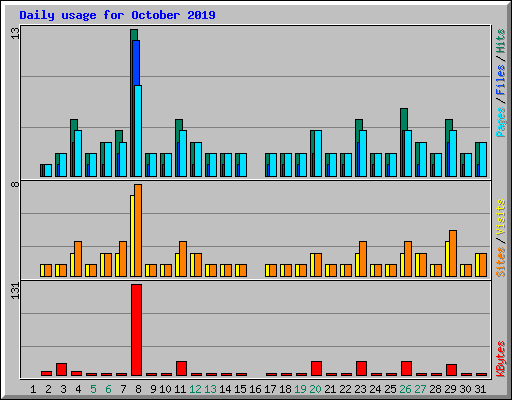 Daily usage for October 2019
13
Pages / Files / Hits
8
Sites / Visits
131
KBytes
1 2 3 4 5 6 7 8 9 10 11 12 13 14 15 16 17 18 19 20 21 22 23 24 25 26 27 28 29 30 31